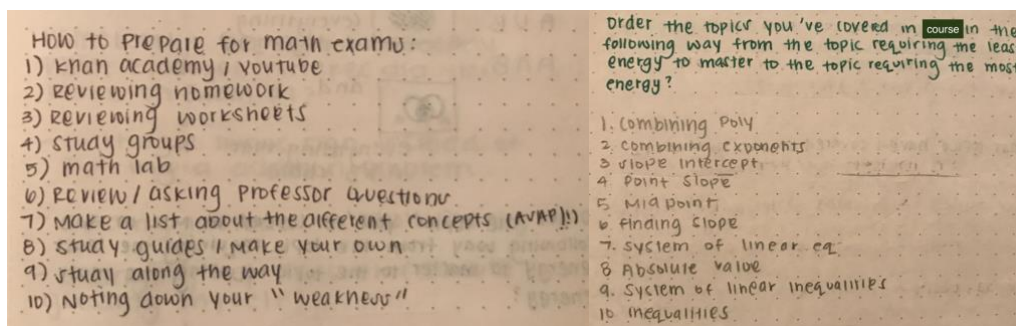 How to prepare for math exams:
1) khan academy / youtube
2) Reviewing homework
3) Reviewing worksheets
4) study groups
5) math lab
6) Review / asking professor questions
7) Make a list about the different concepts (AVAP)!)
8) study guides / make your own
9) study along the way
10) Noting down your "weakness"
Order the topics you've covered in course in the
following way from the topic requiring the leas
energy to master to the topic requiring the most
energy?
1. Combining Poly
2. Combining exponents
3 slope intercept
4 Point slope
5 Midpoint
6 Finding slope
7. System of linear eq.
8 Absolute value
9. System of linear inequalities
10 inequalities